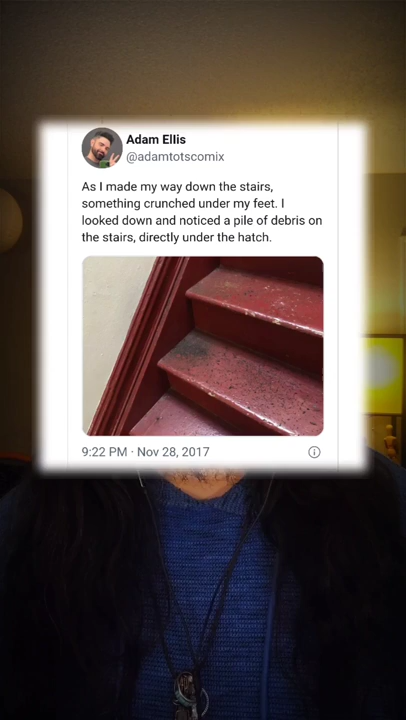 Adam Ellis
@adamtotscomix
As I made my way down the stairs,
something crunched under my feet. I
looked down and noticed a pile of debris on
the stairs, directly under the hatch.
9:22 PM · Nov 28, 2017